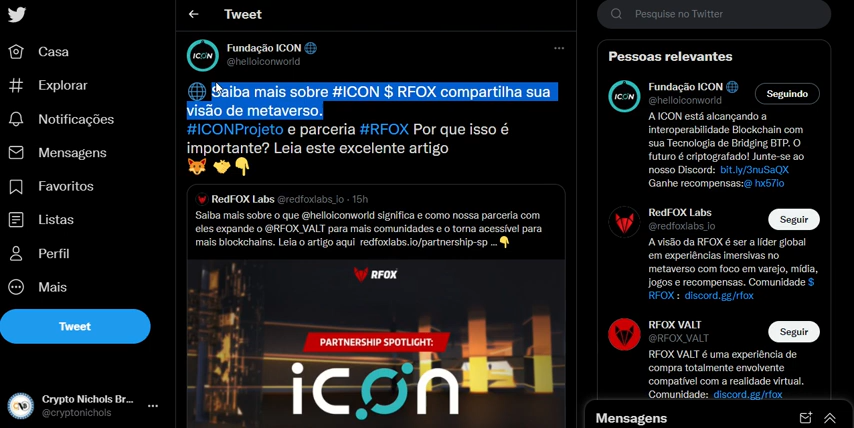 Tweet
Pesquise no Twitter
Casa
Explorar
Notificações
Mensagens
Favoritos
Listas
Perfil
Mais
Tweet
Crypto Nichols Br...
@cryptonichols
Fundação ICON
@helloiconworld
Saiba mais sobre #ICON $ RFOX compartilha sua
visão de metaverso.
#ICONProjeto e parceria #RFOX Por que isso é
importante? Leia este excelente artigo
RedFOX Labs @redfoxlabs_io · 15h
Saiba mais sobre o que @helloiconworld significa e como nossa parceria com
eles expande o @RFOX_VALT para mais comunidades e o torna acessível para
mais blockchains. Leia o artigo aqui redfoxlabs.io/partnership-sp ...
RFOX
PARTNERSHIP SPOTLIGHT:
icon
Pessoas relevantes
Fundação ICON
@helloiconworld
Seguindo
A ICON está alcançando a
interoperabilidade Blockchain com
sua Tecnologia de Bridging BTP. O
futuro é criptografado! Junte-se ao
nosso Discord: bit.ly/3nuSaQX
Ganhe recompensas:@ hx57io
RedFOX Labs
@redfoxlabs_io
Seguir
A visão da RFOX é ser a líder global
em experiências imersivas no
metaverso com foco em varejo, mídia,
jogos e recompensas. Comunidade $
RFOX : discord.gg/rfox
RFOX VALT
@RFOX_VALT
Seguir
RFOX VALT é uma experiência de
compra totalmente envolvente
compatível com a realidade virtual.
Comunidade: discord.gg/rfox
Mensagens